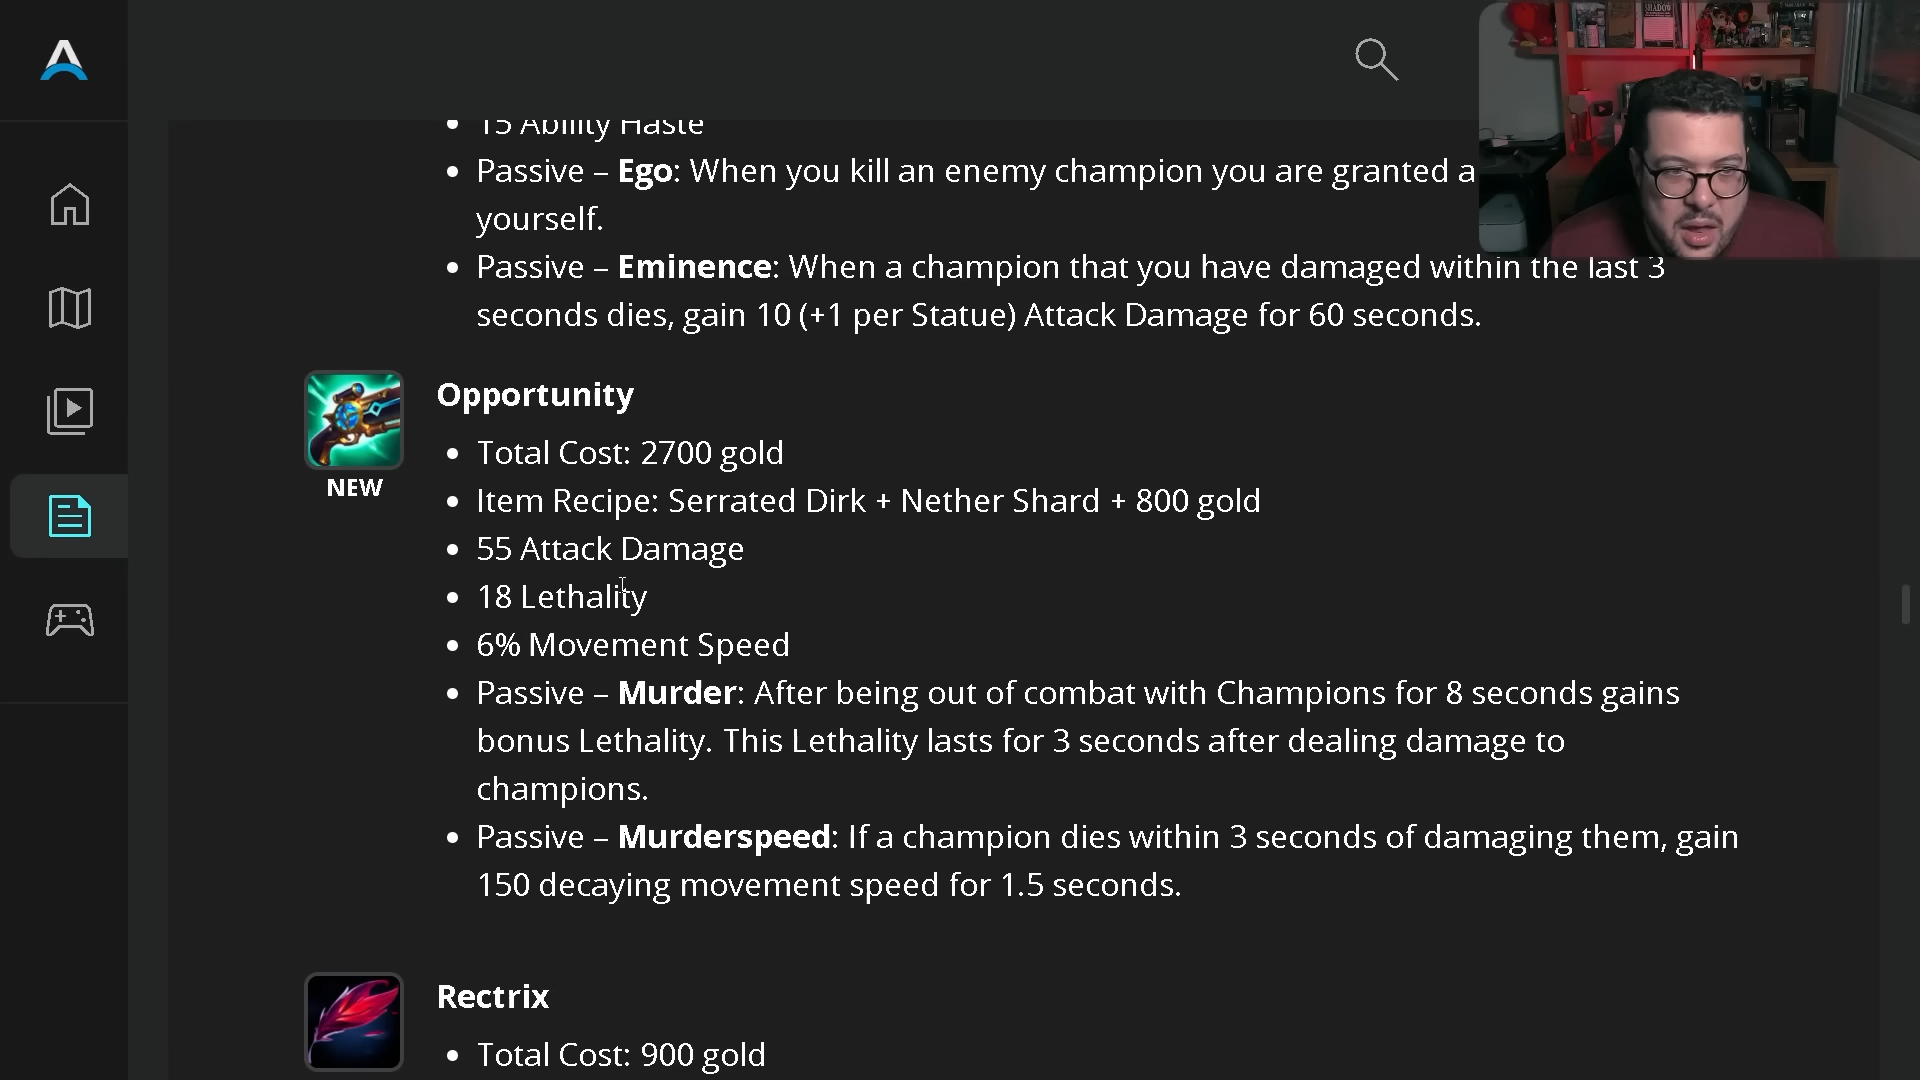 15 Ability Haste
Passive – Ego: When you kill an enemy champion you are granted a
yourself.
Passive – Eminence: When a champion that you have damaged within the last 3
seconds dies, gain 10 (+1 per Statue) Attack Damage for 60 seconds.
Opportunity
NEW
Total Cost: 2700 gold
Item Recipe: Serrated Dirk + Nether Shard + 800 gold
55 Attack Damage
18 Lethality
6% Movement Speed
Passive – Murder: After being out of combat with Champions for 8 seconds gains
bonus Lethality. This Lethality lasts for 3 seconds after dealing damage to
champions.
Passive – Murderspeed: If a champion dies within 3 seconds of damaging them, gain
150 decaying movement speed for 1.5 seconds.
Rectrix
Total Cost: 900 gold
SHADOW